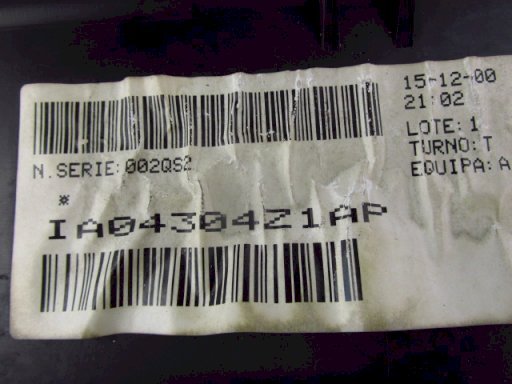 15-12-00
21:02
LOTE: 1
TURNO: T
EQUIPA: A
N.SERIE: 002QS2
¤
IA04304Z1AP